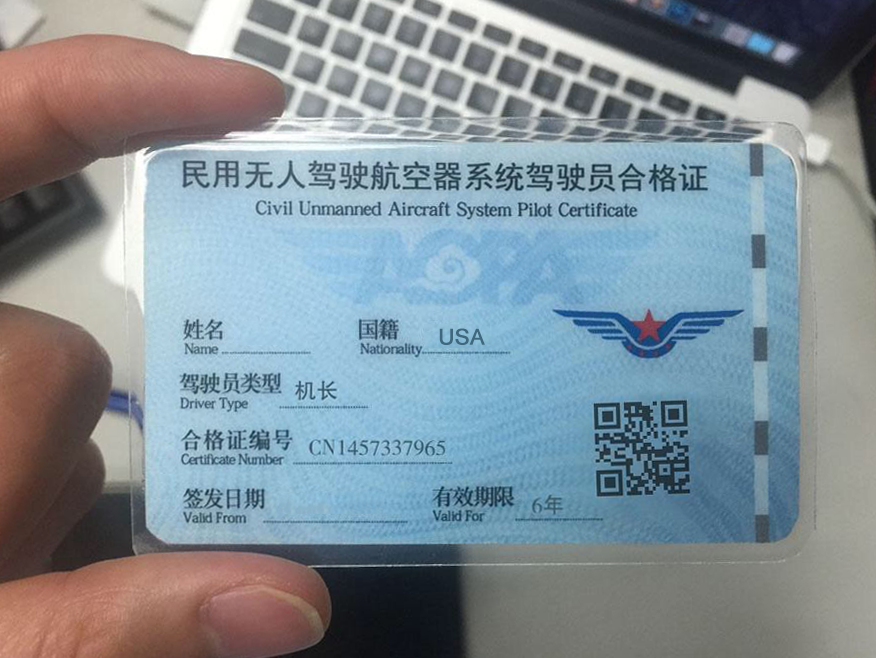 民用无人驾驶航空器系统驾驶员合格证
Civil Unmanned Aircraft System Pilot Certificate
AOPA
姓名 国籍 USA
Name Nationality
驾驶员类型 机长
Driver Type
合格证编号 CN1457337965
Certificate Number
签发日期 有效期限 6年
Valid From Valid For